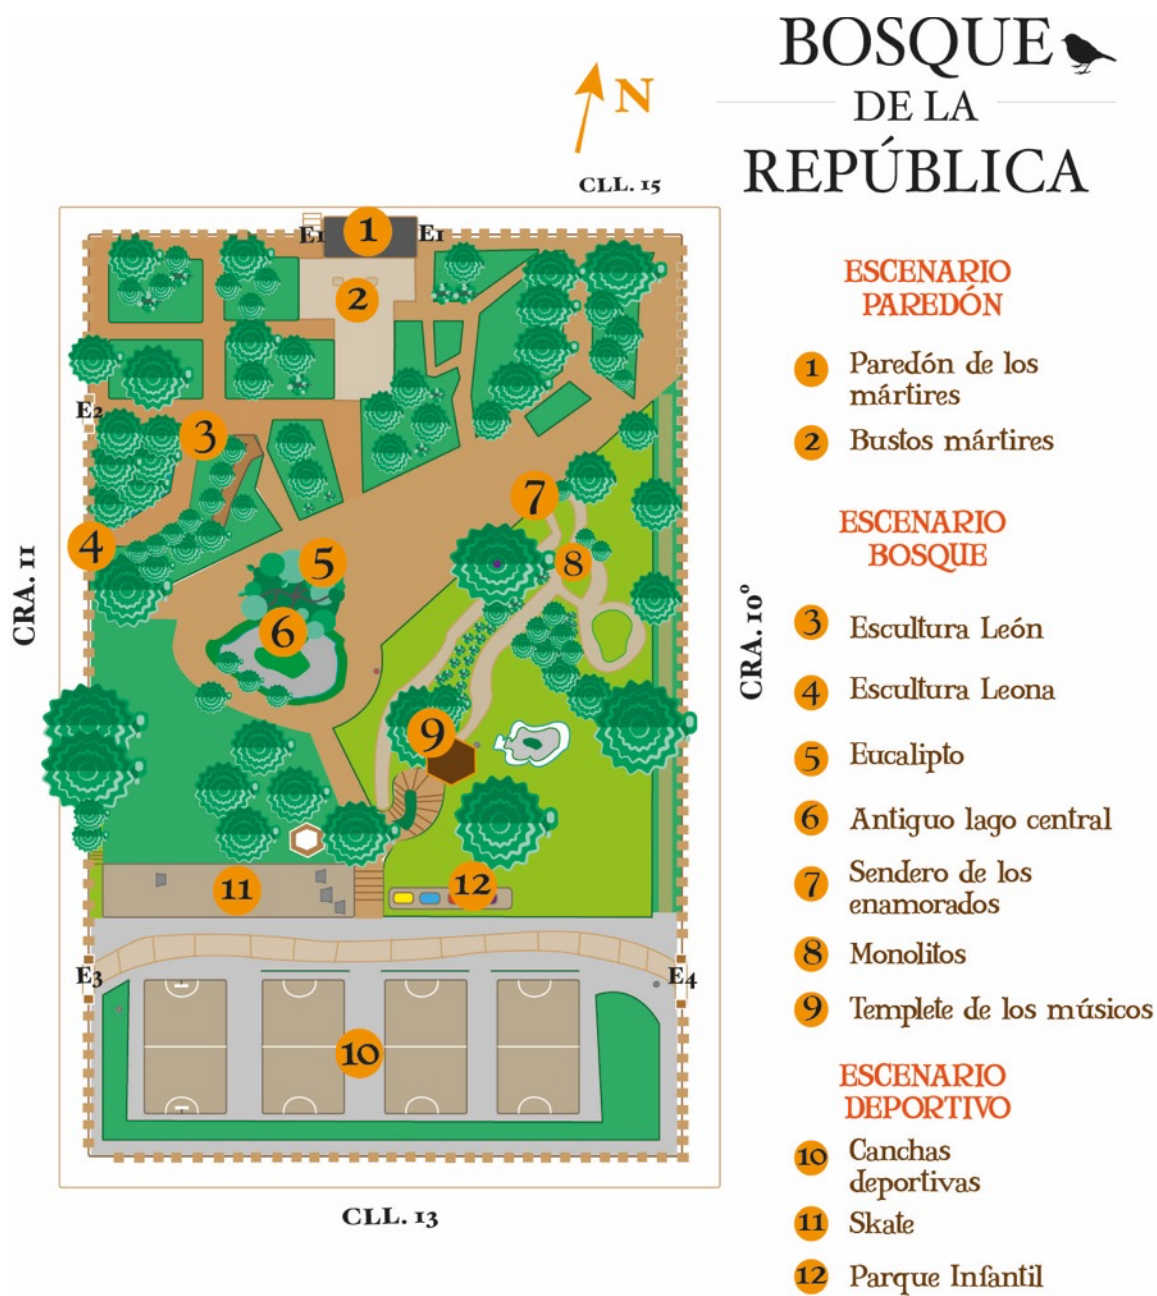 BOSQUE
DE LA
REPÚBLICA
N
CLL. 15
E1
1
E1
2
E2
3
4
5
6
7
8
9
CRA. 11
CRA. 10º
11
12
E3
E4
10
CLL. 13
ESCENARIO
PAREDÓN
1 Paredón de los
mártires
2 Bustos mártires
ESCENARIO
BOSQUE
3 Escultura León
4 Escultura Leona
5 Eucalipto
6 Antiguo lago central
7 Sendero de los
enamorados
8 Monolitos
9 Templete de los músicos
ESCENARIO
DEPORTIVO
10 Canchas
deportivas
11 Skate
12 Parque Infantil